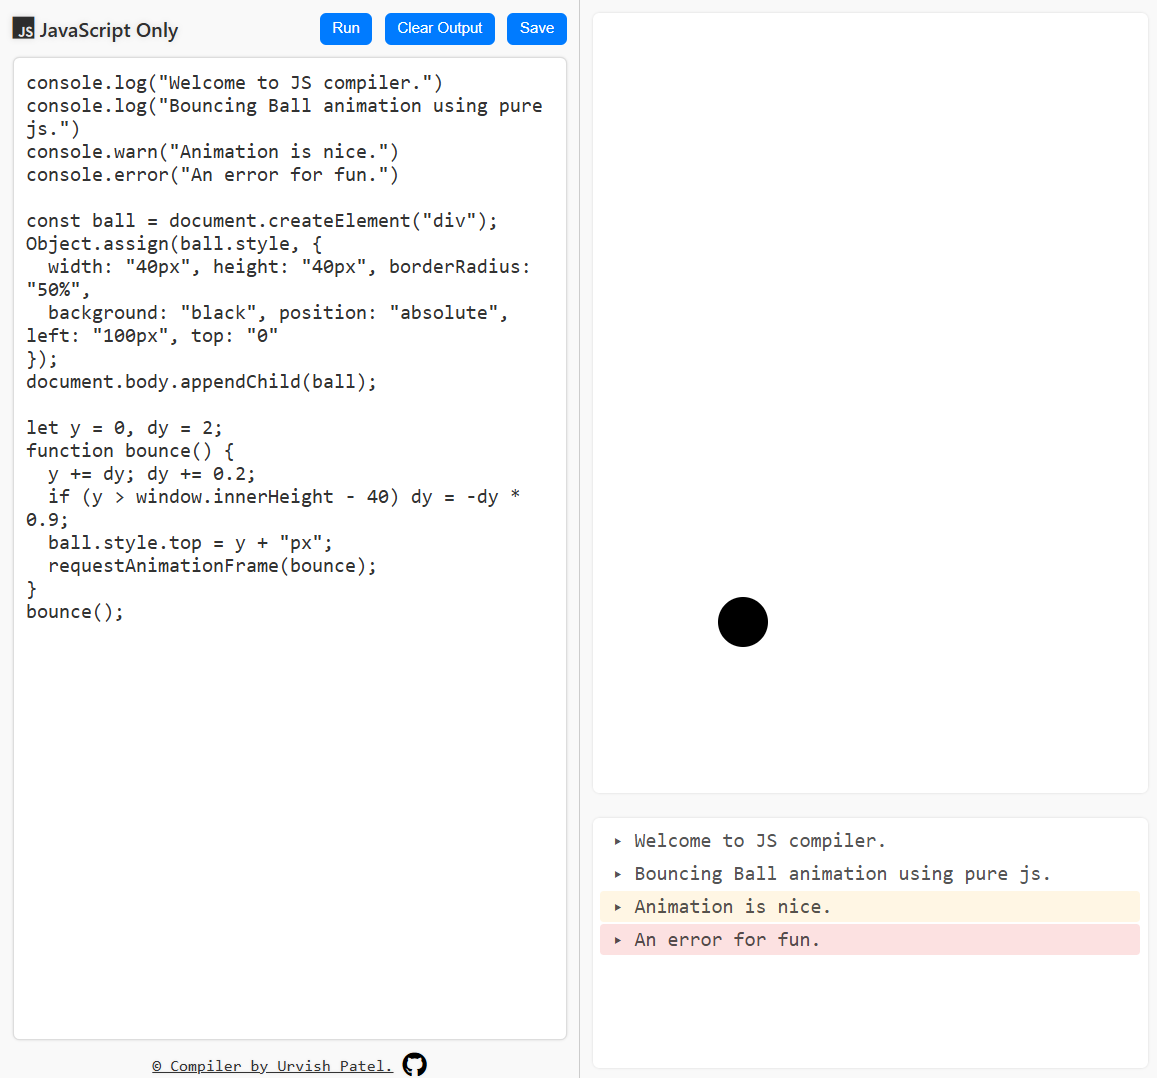 JS JavaScript Only
Run
Clear Output
Save
console.log("Welcome to JS compiler.")
console.log("Bouncing Ball animation using pure
js.")
console.warn("Animation is nice.")
console.error("An error for fun.")
const ball = document.createElement("div");
Object.assign(ball.style, {
  width: "40px", height: "40px", borderRadius:
"50%",
  background: "black", position: "absolute",
left: "100px", top: "0"
});
document.body.appendChild(ball);
let y = 0, dy = 2;
function bounce() {
  y += dy; dy += 0.2;
  if (y > window.innerHeight - 40) dy = -dy *
0.9;
  ball.style.top = y + "px";
  requestAnimationFrame(bounce);
}
bounce();
© Compiler by Urvish Patel.
▸ Welcome to JS compiler.
▸ Bouncing Ball animation using pure js.
▸ Animation is nice.
▸ An error for fun.